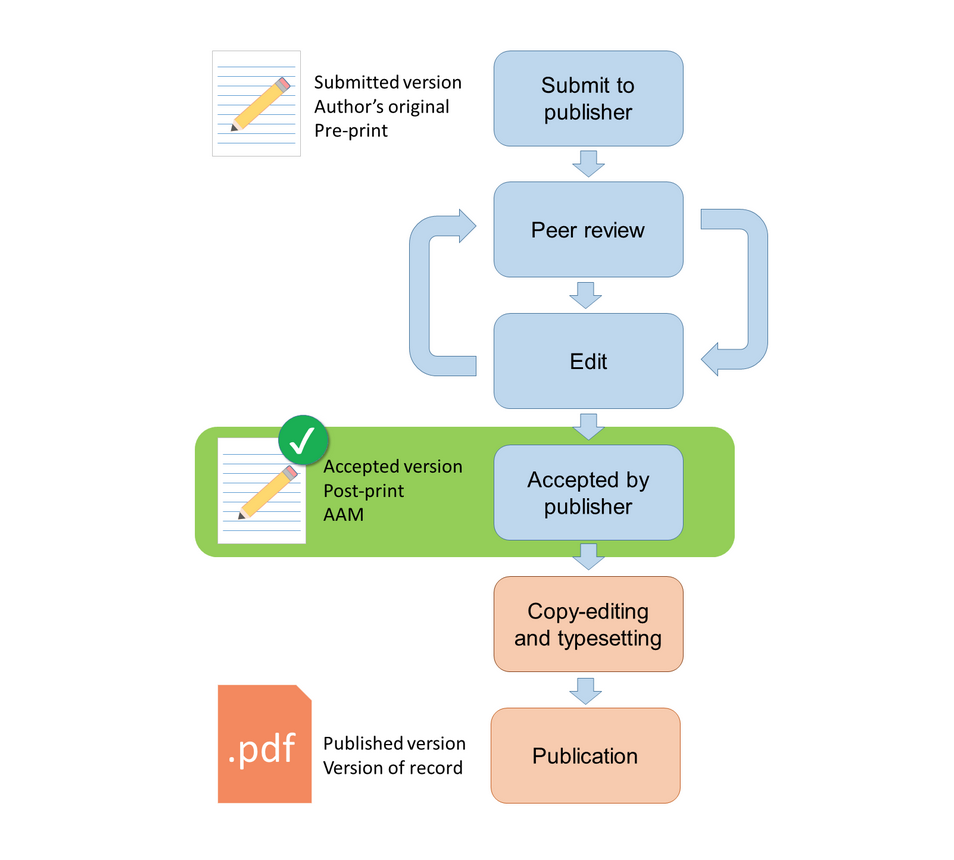 Submitted version
Author's original
Pre-print
Submit to
publisher
Peer review
Edit
Accepted version
Post-print
AAM
Accepted by
publisher
Copy-editing
and typesetting
.pdf
Published version
Version of record
Publication